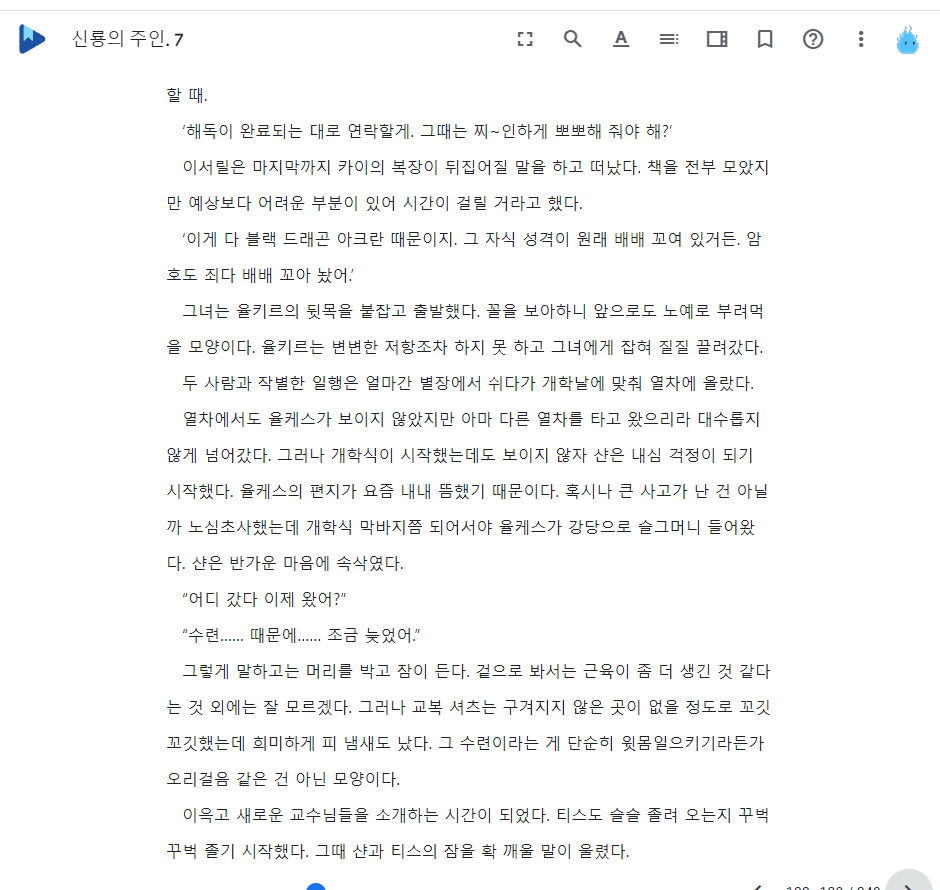 신룡의 주인. 7
할 때.
‘해독이 완료되는 대로 연락할게. 그때는 찌~인하게 뽀뽀해 줘야 해?’
이서릴은 마지막까지 카이의 복장이 뒤집어질 말을 하고 떠났다. 책을 전부 모았지
만 예상보다 어려운 부분이 있어 시간이 걸릴 거라고 했다.
‘이게 다 블랙 드래곤 아크란 때문이지. 그 자식 성격이 원래 배배 꼬여 있거든. 암
호도 죄다 배배 꼬아 놨어.’
그녀는 율키르의 뒷목을 붙잡고 출발했다. 꼴을 보아하니 앞으로도 노예로 부려먹
을 모양이다. 율키르는 변변한 저항조차 하지 못 하고 그녀에게 잡혀 질질 끌려갔다.
두 사람과 작별한 일행은 얼마간 별장에서 쉬다가 개학날에 맞춰 열차에 올랐다.
열차에서도 율케스가 보이지 않았지만 아마 다른 열차를 타고 왔으리라 대수롭지
않게 넘어갔다. 그러나 개학식이 시작했는데도 보이지 않자 샨은 내심 걱정이 되기
시작했다. 율케스의 편지가 요즘 내내 뜸했기 때문이다. 혹시나 큰 사고가 난 건 아닐
까 노심초사했는데 개학식 막바지쯤 되어서야 율케스가 강당으로 슬그머니 들어왔
다. 샨은 반가운 마음에 속삭였다.
“어디 갔다 이제 왔어?”
“수련...... 때문에...... 조금 늦었어.”
그렇게 말하고는 머리를 박고 잠이 든다. 겉으로 봐서는 근육이 좀 더 생긴 것 같다
는 것 외에는 잘 모르겠다. 그러나 교복 셔츠는 구겨지지 않은 곳이 없을 정도로 꼬깃
꼬깃했는데 희미하게 피 냄새도 났다. 그 수련이라는 게 단순히 윗몸일으키기라든가
오리걸음 같은 건 아닌 모양이다.
이윽고 새로운 교수님들을 소개하는 시간이 되었다. 티스도 슬슬 졸려 오는지 꾸벅
꾸벅 졸기 시작했다. 그때 샨과 티스의 잠을 확 깨울 말이 울렸다.